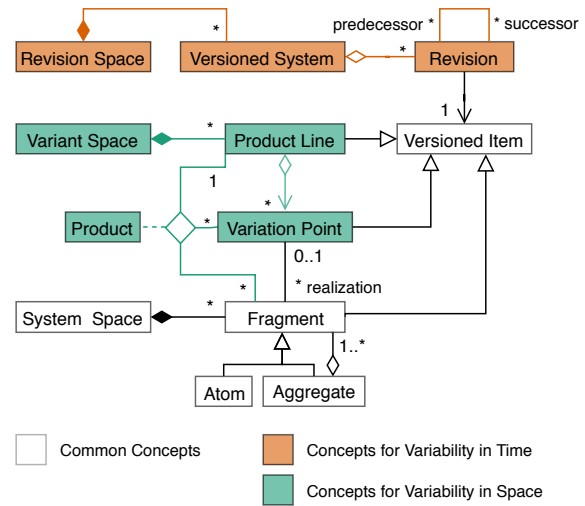 predecessor * * successor
*
Revision Space Versioned System * Revision
1
Variant Space * Product Line Versioned Item
1
*
Product * Variation Point
0..1
* * realization
System Space * Fragment
1..*
Atom Aggregate
Common Concepts Concepts for Variability in Time
Concepts for Variability in Space